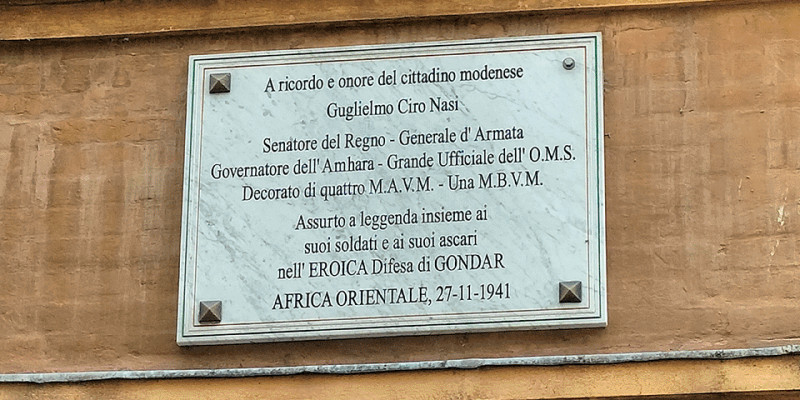 A ricordo e onore del cittadino modenese
Guglielmo Ciro Nasi
Senatore del Regno - Generale d' Armata
Governatore dell' Amhara - Grande Ufficiale dell' O.M.S.
Decorato di quattro M.A.V.M. - Una M.B.V.M.
Assurto a leggenda insieme ai
suoi soldati e ai suoi ascari
nell' EROICA Difesa di GONDAR
AFRICA ORIENTALE, 27-11-1941